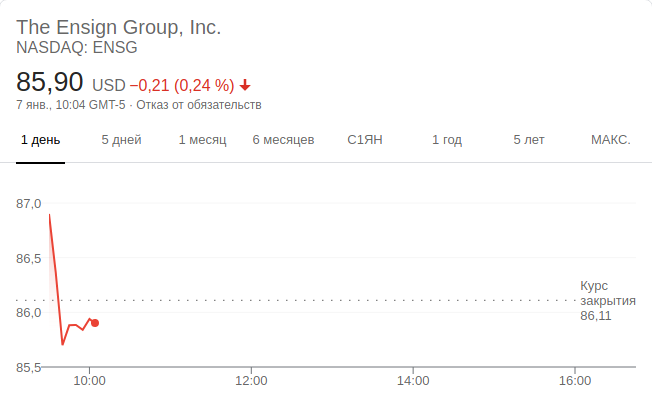 The Ensign Group, Inc.
NASDAQ: ENSG
85,90 USD −0,21 (0,24 %)
7 янв., 10:04 GMT-5 · Отказ от обязательств
1 день 5 дней 1 месяц 6 месяцев С1ЯН 1 год 5 лет МАКС.
87,0
86,5
Курс
закрытия
86,11
86,0
85,5
10:00 12:00 14:00 16:00